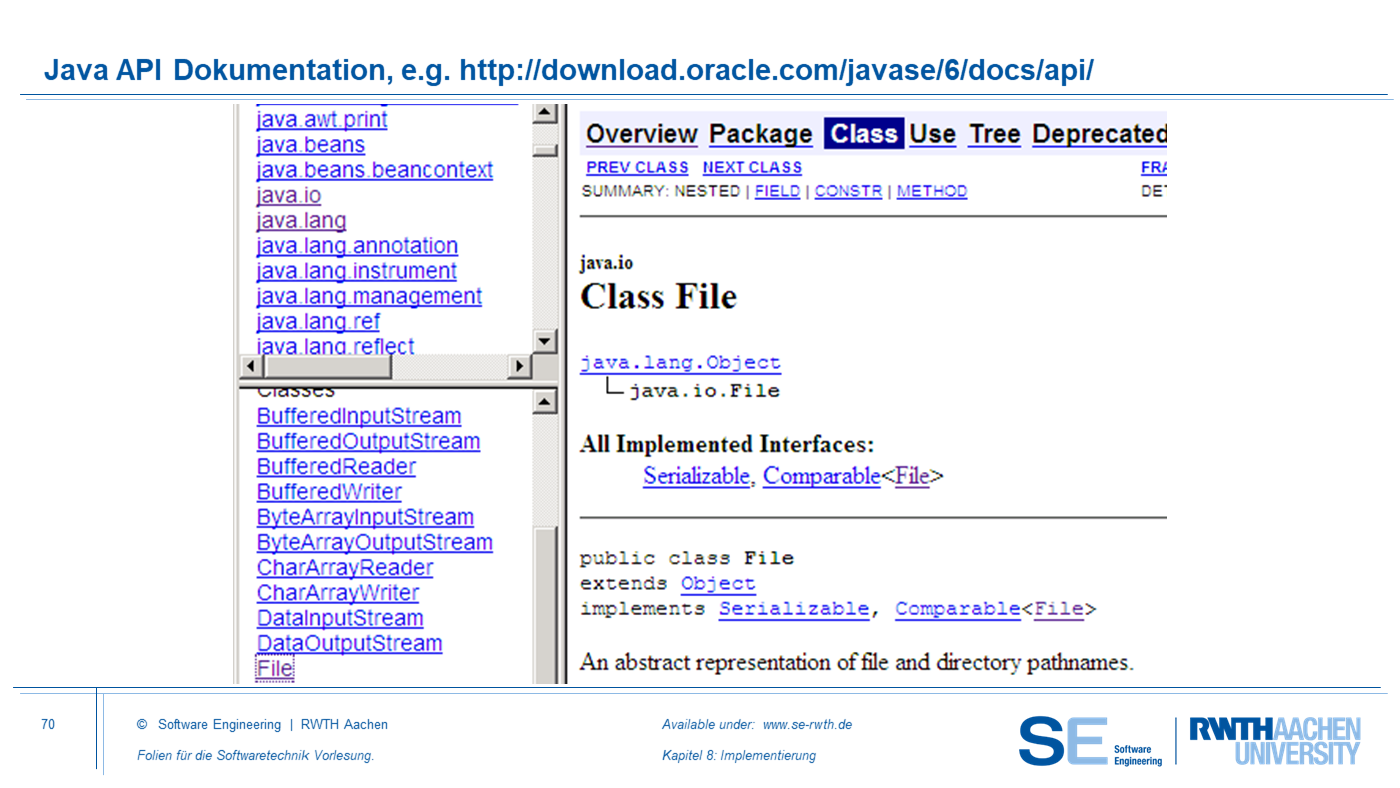 Java API Dokumentation, e.g. http://download.oracle.com/javase/6/docs/api/
java.awt.print
java.beans
java.beans.beancontext
java.io
java.lang
java.lang.annotation
java.lang.instrument
java.lang.management
java.lang.ref
java.lang.reflect
Classes
BufferedInputStream
BufferedOutputStream
BufferedReader
BufferedWriter
ByteArrayInputStream
ByteArrayOutputStream
CharArrayReader
CharArrayWriter
DataInputStream
DataOutputStream
File
Overview Package Class Use Tree Deprecated
PREV CLASS NEXT CLASS FRA
SUMMARY: NESTED | FIELD | CONSTR | METHOD DET
java.io
Class File
java.lang.Object
java.io.File
All Implemented Interfaces:
Serializable, Comparable<File>
public class File
extends Object
implements Serializable, Comparable<File>
An abstract representation of file and directory pathnames.
70
© Software Engineering | RWTH Aachen
Folien für die Softwaretechnik Vorlesung.
Available under: www.se-rwth.de
Kapitel 8: Implementierung
SE Software
Engineering
RWTHAACHEN
UNIVERSITY